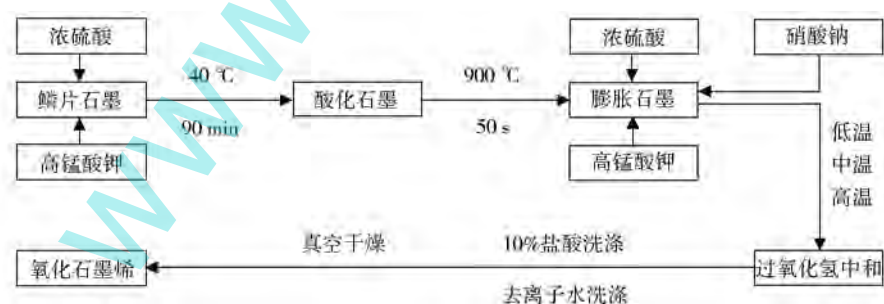 浓硫酸
浓硫酸
硝酸钠
40 ℃
900 ℃
鳞片石墨
酸化石墨
膨胀石墨
90 min
50 s
低温
中温
高温
高锰酸钾
高锰酸钾
真空干燥
10%盐酸洗涤
氧化石墨烯
过氧化氢中和
去离子水洗涤
www